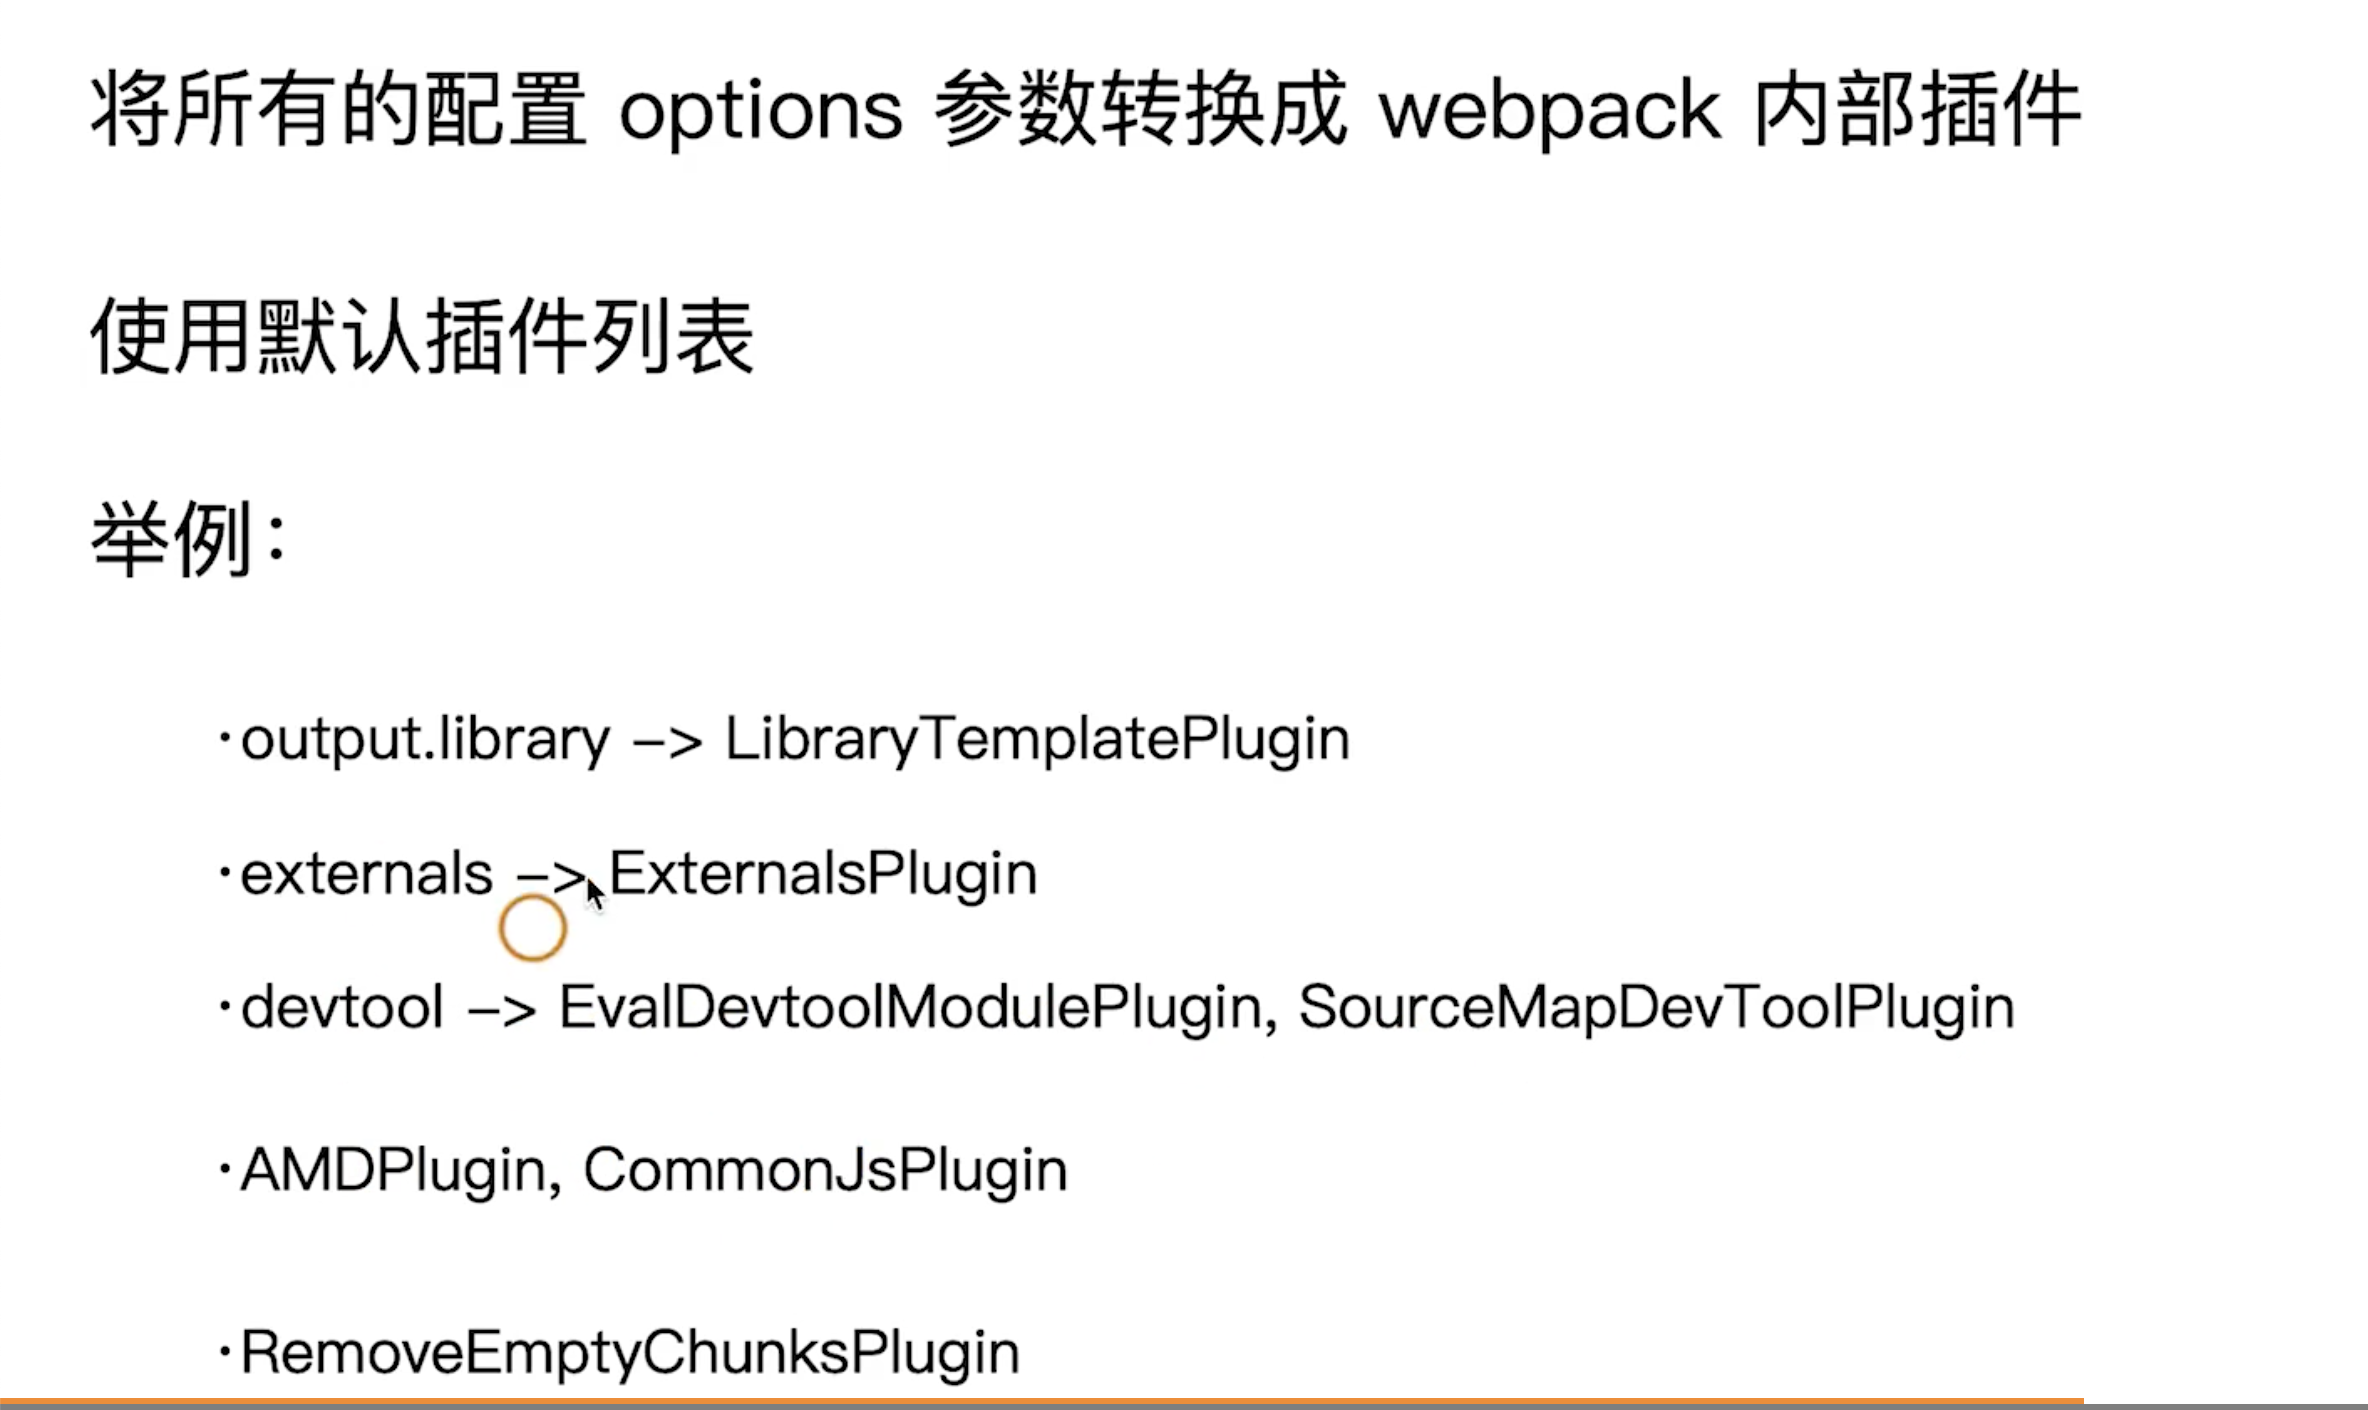 将所有的配置 options 参数转换成 webpack 内部插件
使用默认插件列表
举例：
·output.library –> LibraryTemplatePlugin
·externals –> ExternalsPlugin
·devtool –> EvalDevtoolModulePlugin, SourceMapDevToolPlugin
·AMDPlugin, CommonJsPlugin
·RemoveEmptyChunksPlugin